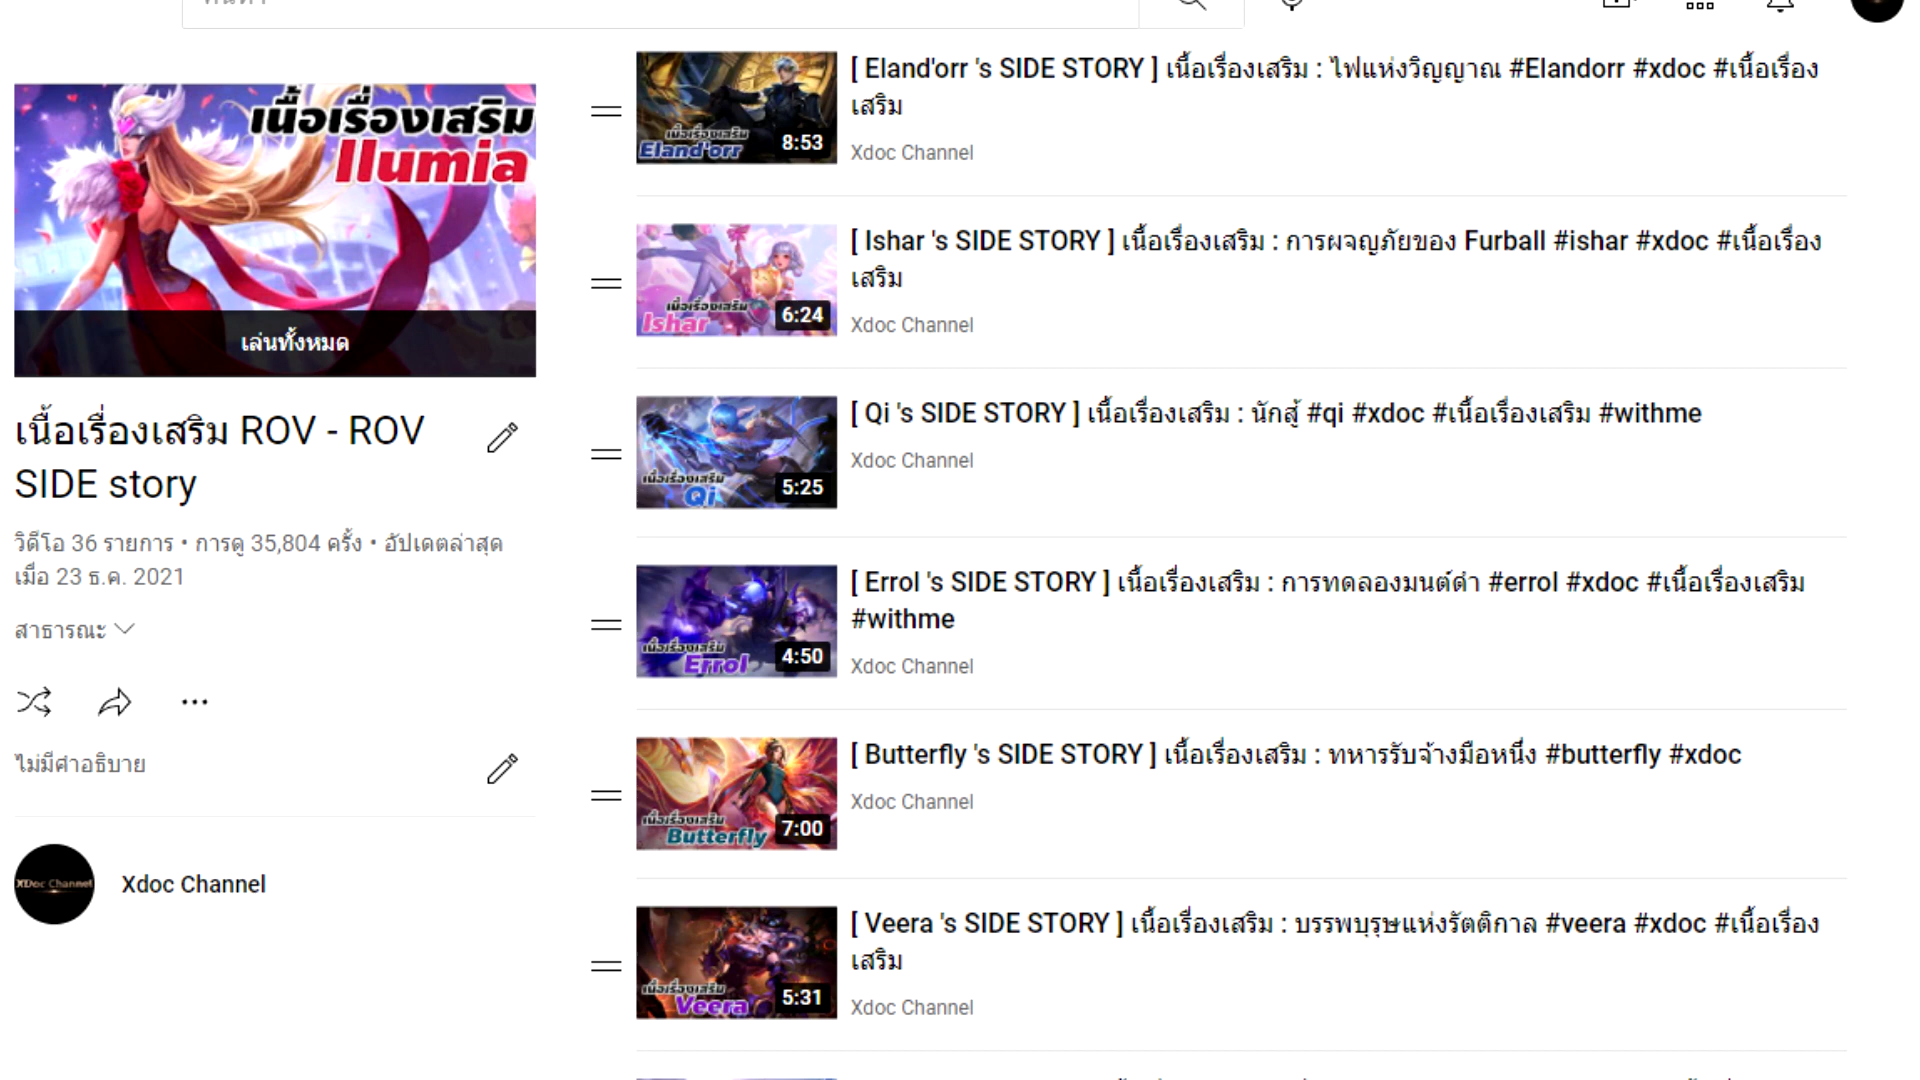 เนื้อเรื่องเสริม
Ilumia
เล่นทั้งหมด
เนื้อเรื่องเสริม ROV - ROV
SIDE story
วิดีโอ 36 รายการ • การดู 35,804 ครั้ง • อัปเดตล่าสุด
เมื่อ 23 ธ.ค. 2021
สาธารณะ
ไม่มีคำอธิบาย
XDoc Channel
Xdoc Channel
เนื้อเรื่องเสริม
Eland'orr
8:53
[ Eland'orr 's SIDE STORY ] เนื้อเรื่องเสริม : ไฟแห่งวิญญาณ #Elandorr #xdoc #เนื้อเรื่อง
เสริม
Xdoc Channel
เนื้อเรื่องเสริม
Ishar
6:24
[ Ishar 's SIDE STORY ] เนื้อเรื่องเสริม : การผจญภัยของ Furball #ishar #xdoc #เนื้อเรื่อง
เสริม
Xdoc Channel
เนื้อเรื่องเสริม
Qi
5:25
[ Qi 's SIDE STORY ] เนื้อเรื่องเสริม : นักสู้ #qi #xdoc #เนื้อเรื่องเสริม #withme
Xdoc Channel
เนื้อเรื่องเสริม
Errol
4:50
[ Errol 's SIDE STORY ] เนื้อเรื่องเสริม : การทดลองมนต์ดำ #errol #xdoc #เนื้อเรื่องเสริม
#withme
Xdoc Channel
เนื้อเรื่องเสริม
Butterfly
7:00
[ Butterfly 's SIDE STORY ] เนื้อเรื่องเสริม : ทหารรับจ้างมือหนึ่ง #butterfly #xdoc
Xdoc Channel
เนื้อเรื่องเสริม
Veera
5:31
[ Veera 's SIDE STORY ] เนื้อเรื่องเสริม : บรรพบุรุษแห่งรัตติกาล #veera #xdoc #เนื้อเรื่อง
เสริม
Xdoc Channel